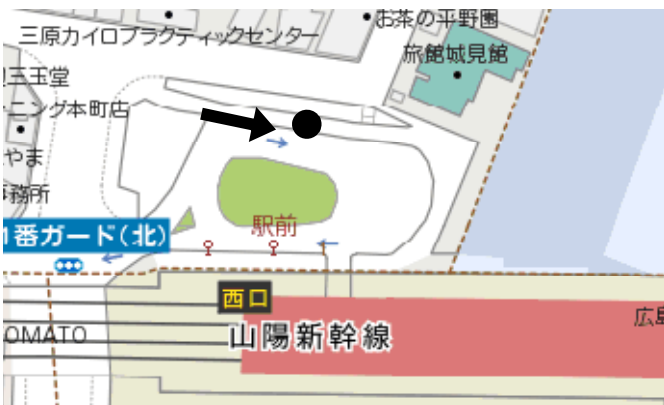 お茶の平野園
三原カイロプラクティックセンター
旅館城見館
三玉堂
ーニング本町店
やま
事務所
1番ガード(北)
駅前
西口
広島
OMATO
山陽新幹線